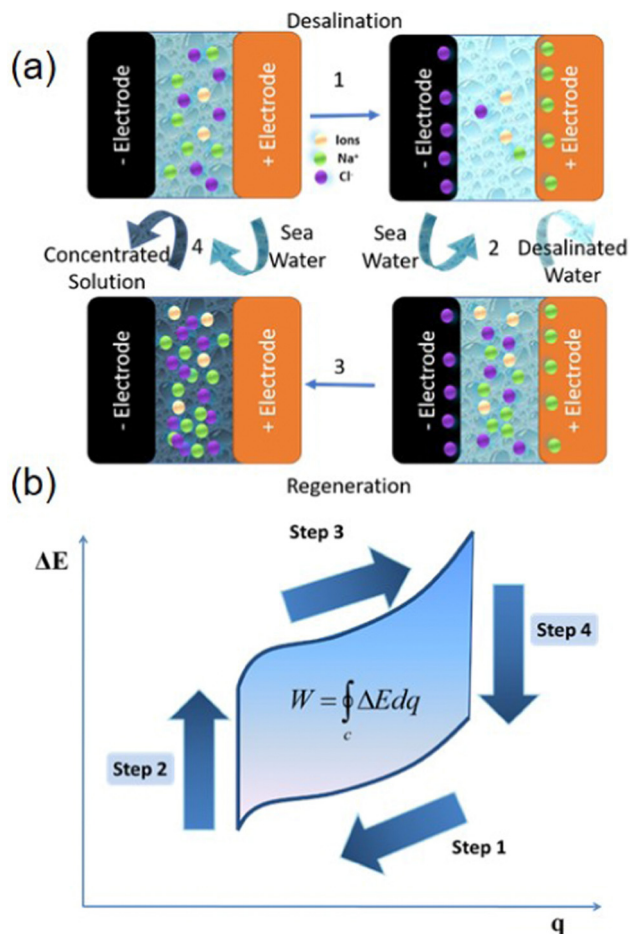 Desalination
(a)
- Electrode
+ Electrode
1
Ions
Na⁺
Cl⁻
- Electrode
+ Electrode
Concentrated
Solution
4
Sea
Water
Sea
Water
2
Desalinated
Water
- Electrode
+ Electrode
3
- Electrode
+ Electrode
Regeneration
(b)
ΔE
Step 3
Step 4
W = ∮ ΔEdq
c
Step 2
Step 1
q